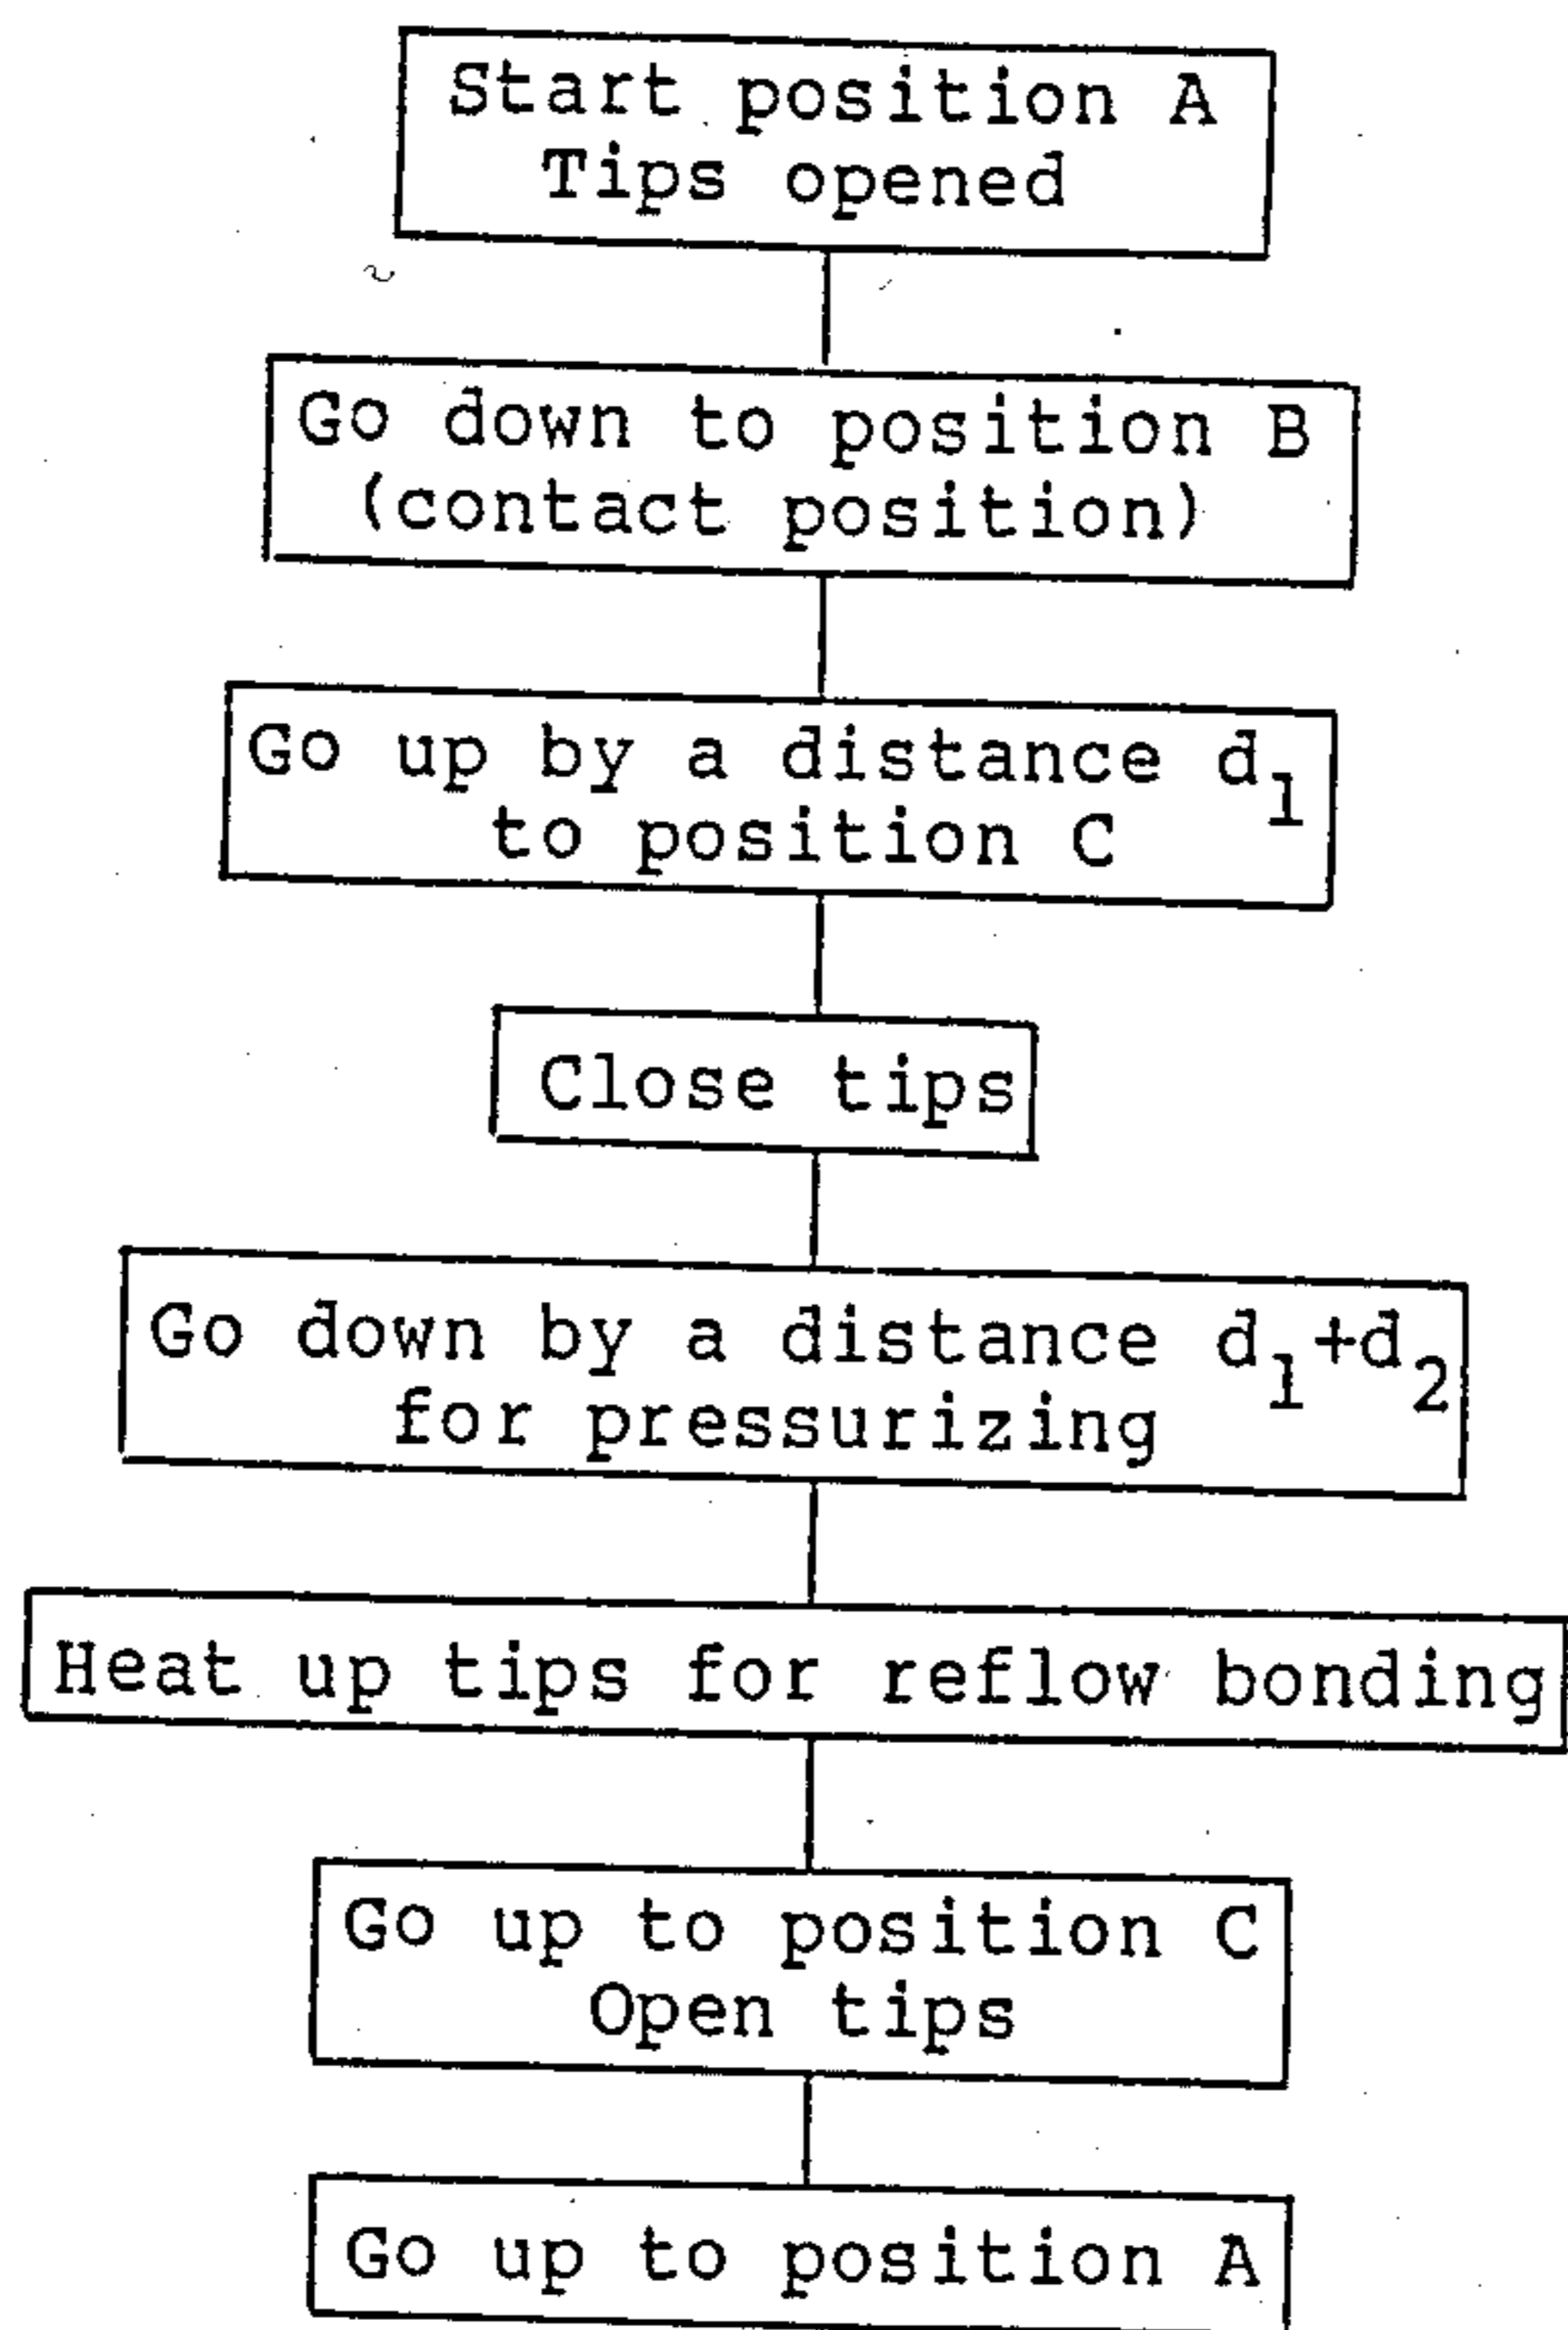 Start position A
Tips opened
Go down to position B
(contact position)
Go up by a distance d₁
to position C
Close tips
Go down by a distance d₁+d₂
for pressurizing
Heat up tips for reflow bonding
Go up to position C
Open tips
Go up to position A